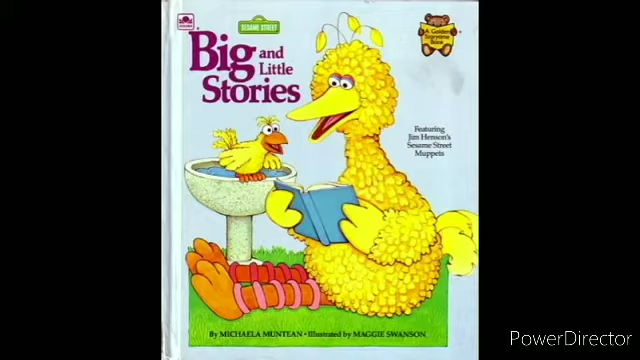 GOLDEN
SESAME STREET
Big and
Little
Stories
A Golden
Storytime
Book
Featuring
Jim Henson's
Sesame Street
Muppets
By MICHAELA MUNTEAN • Illustrated by MAGGIE SWANSON
PowerDirector